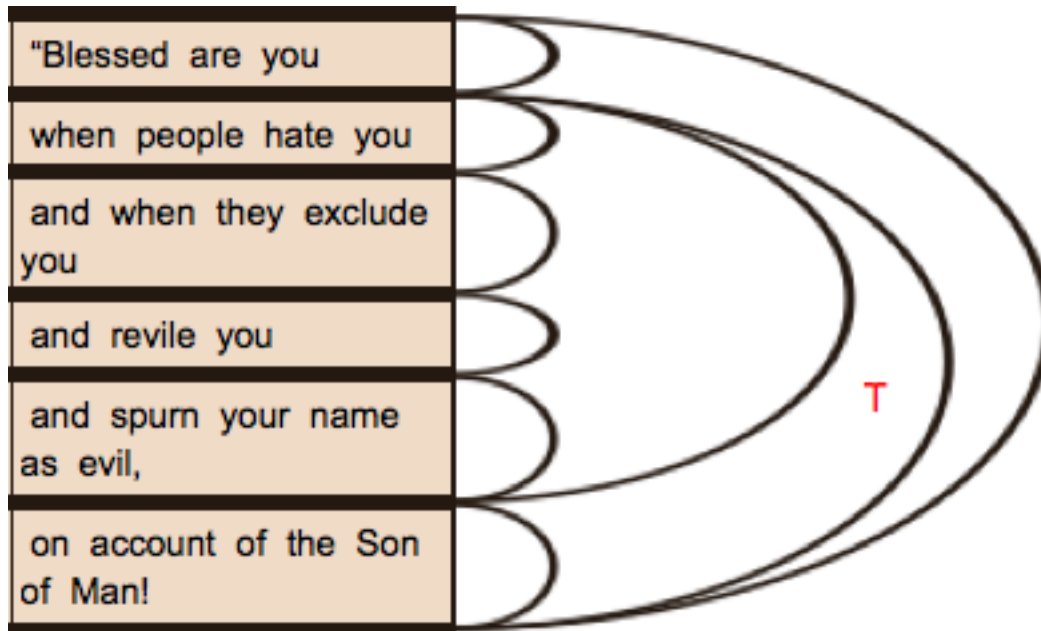 “Blessed are you
when people hate you
and when they exclude
you
and revile you
and spurn your name
as evil,
T
on account of the Son
of Man!